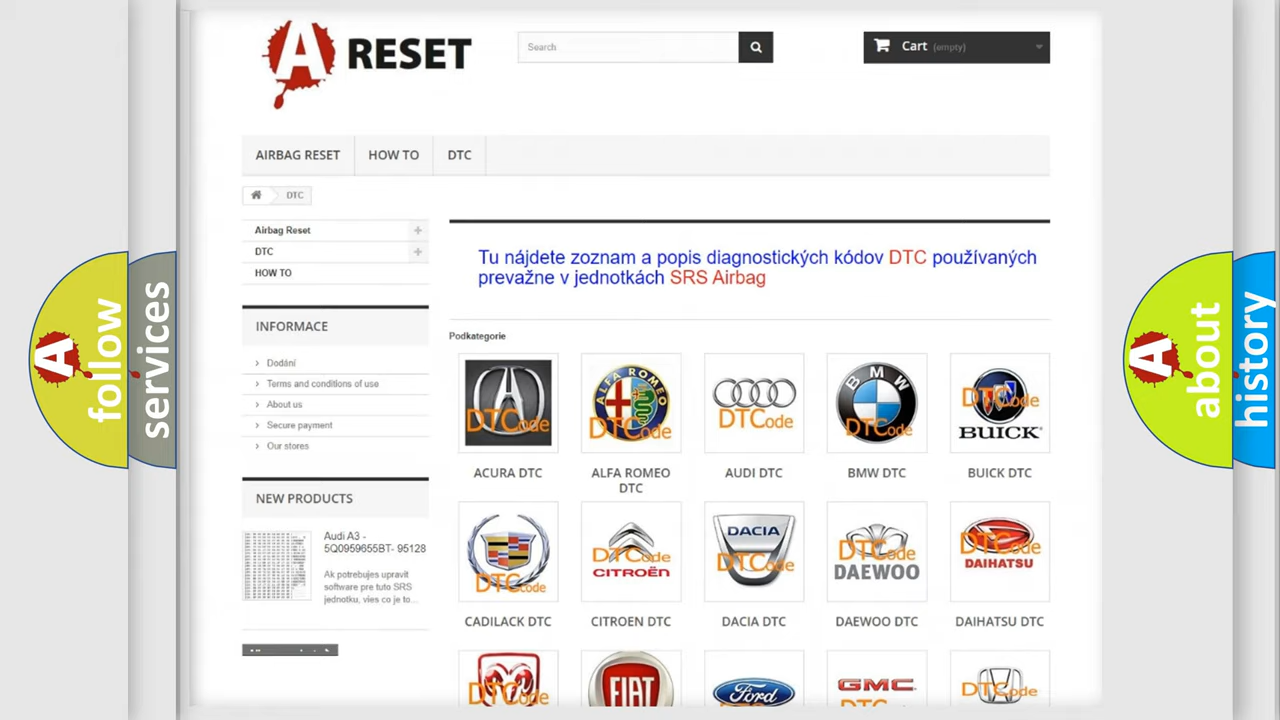 A RESET
Search
Cart (empty)
AIRBAG RESET
HOW TO
DTC
DTC
Airbag Reset
DTC
HOW TO
INFORMACE
Dodání
Terms and conditions of use
About us
Secure payment
Our stores
NEW PRODUCTS
Audi A3 -
5Q0959655BT- 95128
Ak potrebujes upravit
software pre tuto SRS
jednotku, vies co je to...
Tu nájdete zoznam a popis diagnostických kódov DTC používaných
prevažne v jednotkách SRS Airbag
Podkategorie
DTCode
ALFA ROMEO
DTCode
DTCode
BMW
DTCode
DTCode
BUICK
ACURA DTC
ALFA ROMEO
DTC
AUDI DTC
BMW DTC
BUICK DTC
DTCode
DTCode
CITROËN
DACIA
DTCode
DTCode
DAEWOO
DTCode
DAIHATSU
CADILACK DTC
CITROEN DTC
DACIA DTC
DAEWOO DTC
DAIHATSU DTC
DTCode
FIAT
Ford
GMC
DTCode
A
follow
services
A
about
history